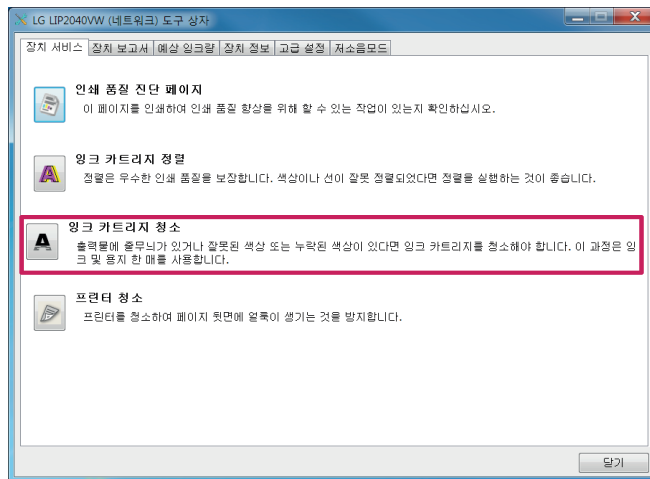 LG LIP2040VW (네트워크) 도구 상자
장치 서비스 장치 보고서 예상 잉크량 장치 정보 고급 설정 저소음모드
인쇄 품질 진단 페이지
이 페이지를 인쇄하여 인쇄 품질 향상을 위해 할 수 있는 작업이 있는지 확인하십시오.
잉크 카트리지 정렬
정렬은 우수한 인쇄 품질을 보장합니다. 색상이나 선이 잘못 정렬되었다면 정렬을 실행하는 것이 좋습니다.
잉크 카트리지 청소
출력물에 줄무늬가 있거나 잘못된 색상 또는 누락된 색상이 있다면 잉크 카트리지를 청소해야 합니다. 이 과정은 잉
크 및 용지 한 매를 사용합니다.
프린터 청소
프린터를 청소하여 페이지 뒷면에 얼룩이 생기는 것을 방지합니다.
닫기